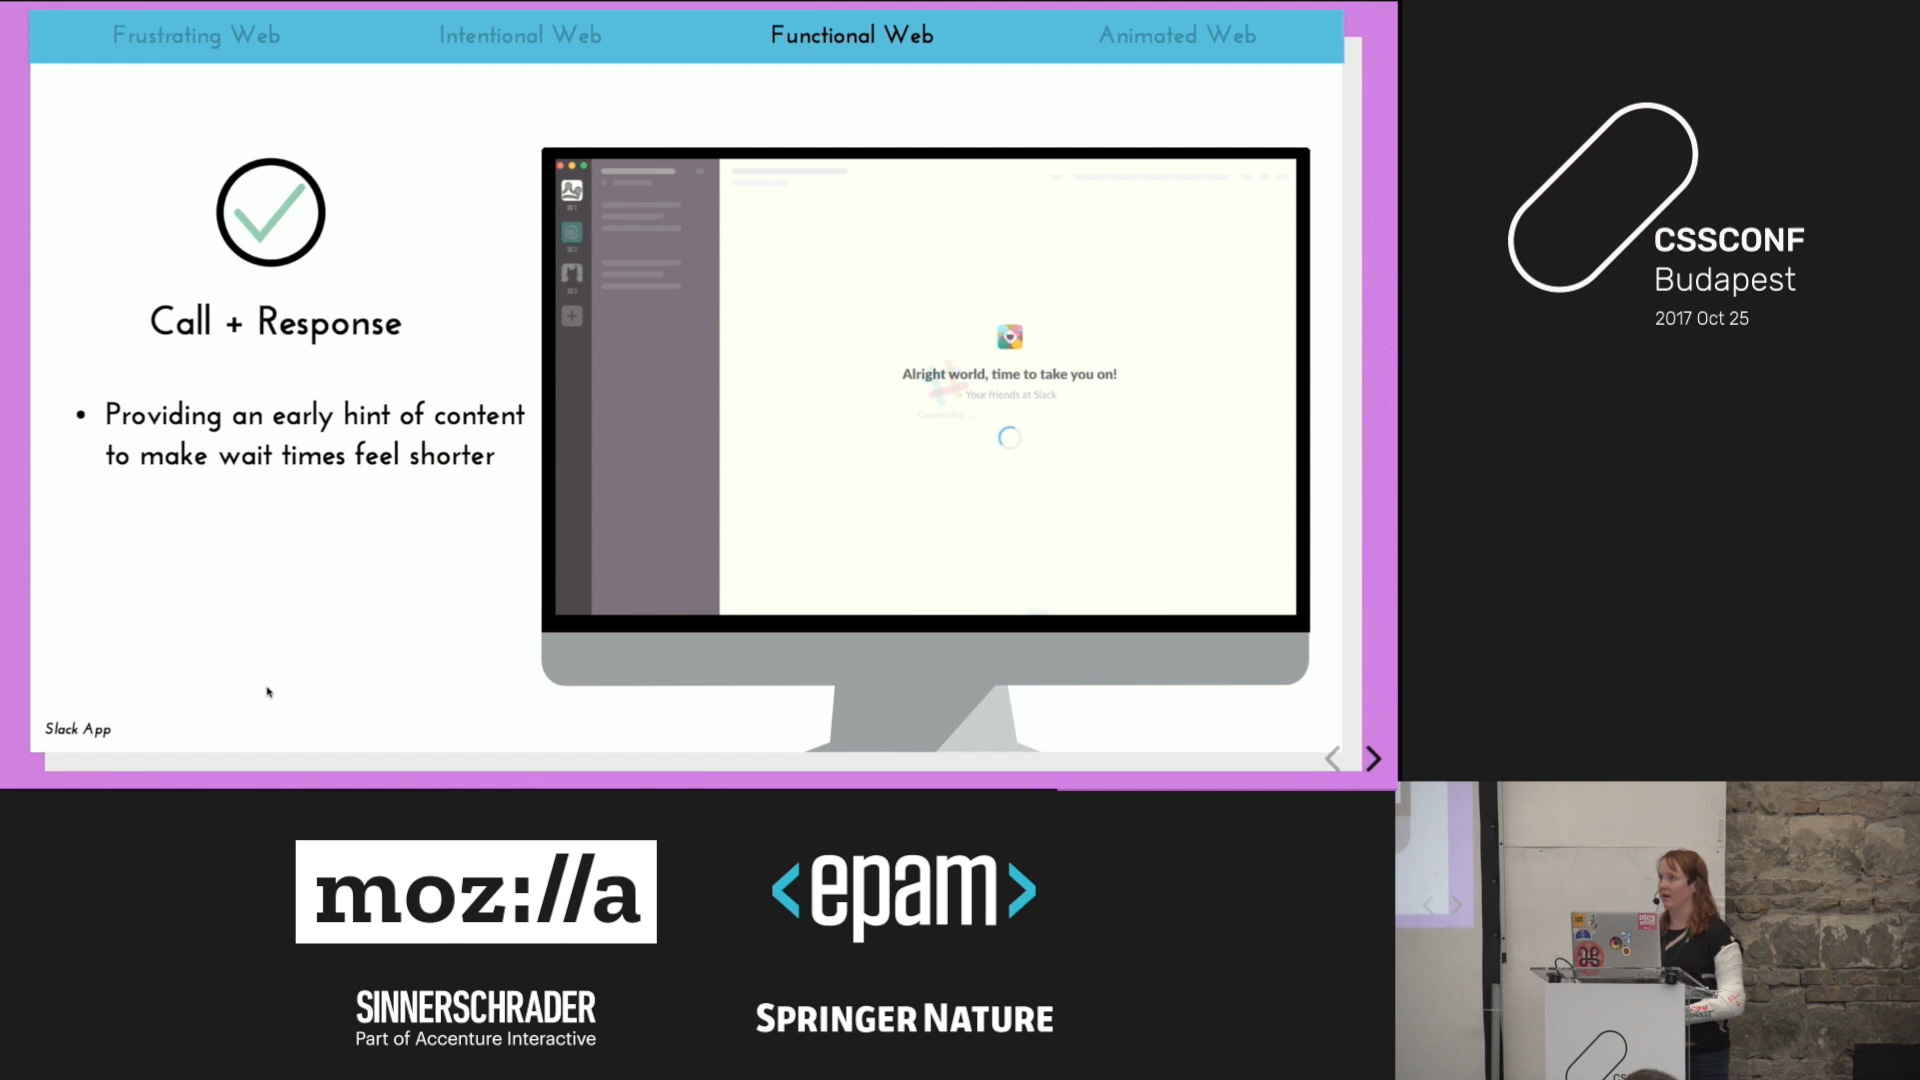 Frustrating Web
Intentional Web
Functional Web
Animated Web
Call + Response
• Providing an early hint of content
to make wait times feel shorter
Alright world, time to take you on!
- Your friends at Slack
Connecting...
Slack App
CSSCONF
Budapest
2017 Oct 25
moz://a
<epam>
SINNERSCHRADER
Part of Accenture Interactive
SPRINGER NATURE